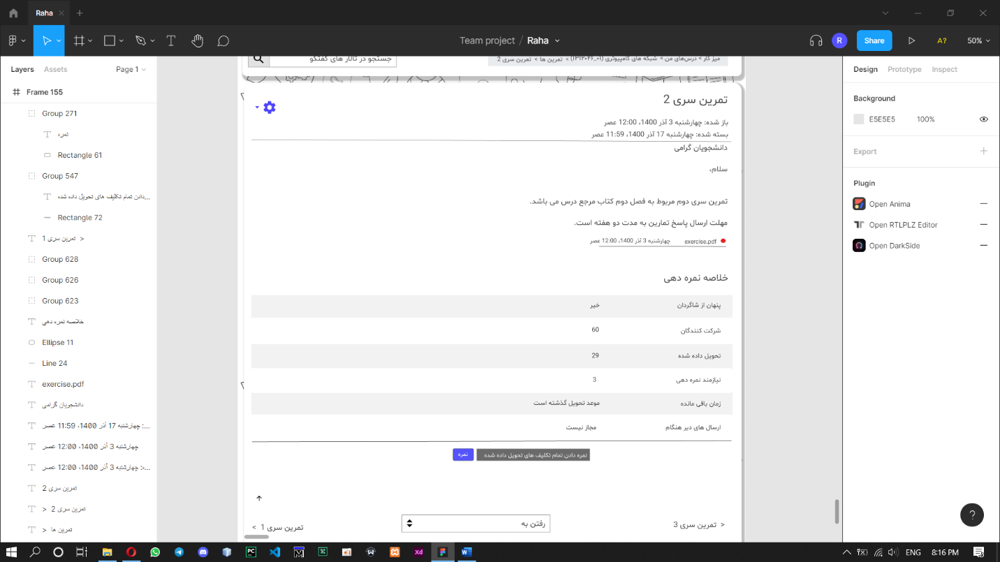 Raha
Team project / Raha
R
Share
A?
50%
Layers
Assets
Page 1
Frame 155
Group 271
نمره
Rectangle 61
Group 547
دادن تمام تکلیف های تحویل داده شده...
Rectangle 72
تمرین سری 1 >
Group 628
Group 626
Group 623
خلاصه نمره دهی
Ellipse 11
Line 24
exercise.pdf
دانشجویان گرامی
: چهارشنبه 17 آذر 1400، 11:59 عصر...
چهارشنبه 3 آذر 1400، 12:00 عصر
ه: چهارشنبه 3 آذر 1400، 12:00 عصر...
تمرین سری 2
> تمرین سری 2
> تمرین ها
جستجو در تالار های گفتگو
میز کار > درس‌های من > شبکه های کامپیوتری (۰۱_۱۳۱۲۰۴۶) > تمرین ها > تمرین سری 2
تمرین سری 2
باز شده: چهارشنبه 3 آذر 1400، 12:00 عصر
بسته شده: چهارشنبه 17 آذر 1400، 11:59 عصر
دانشجویان گرامی
سلام،
تمرین سری دوم مربوط به فصل دوم کتاب مرجع درس می باشد.
مهلت ارسال پاسخ تمارین به مدت دو هفته است.
exercise.pdf چهارشنبه 3 آذر 1400، 12:00 عصر
خلاصه نمره دهی
پنهان از شاگردان خیر
شرکت کنندگان 60
تحویل داده شده 29
نیازمند نمره دهی 3
زمان باقی مانده موعد تحویل گذشته است
ارسال های دیر هنگام مجاز نیست
نمره دادن تمام تکلیف های تحویل داده شده
نمره
< تمرین سری 3
رفتن به
تمرین سری 1 >
Design
Prototype
Inspect
Background
E5E5E5 100%
Export
Plugin
Open Anima
Open RTLPLZ Editor
Open DarkSide
?
PC
Xd
W
ENG
8:16 PM